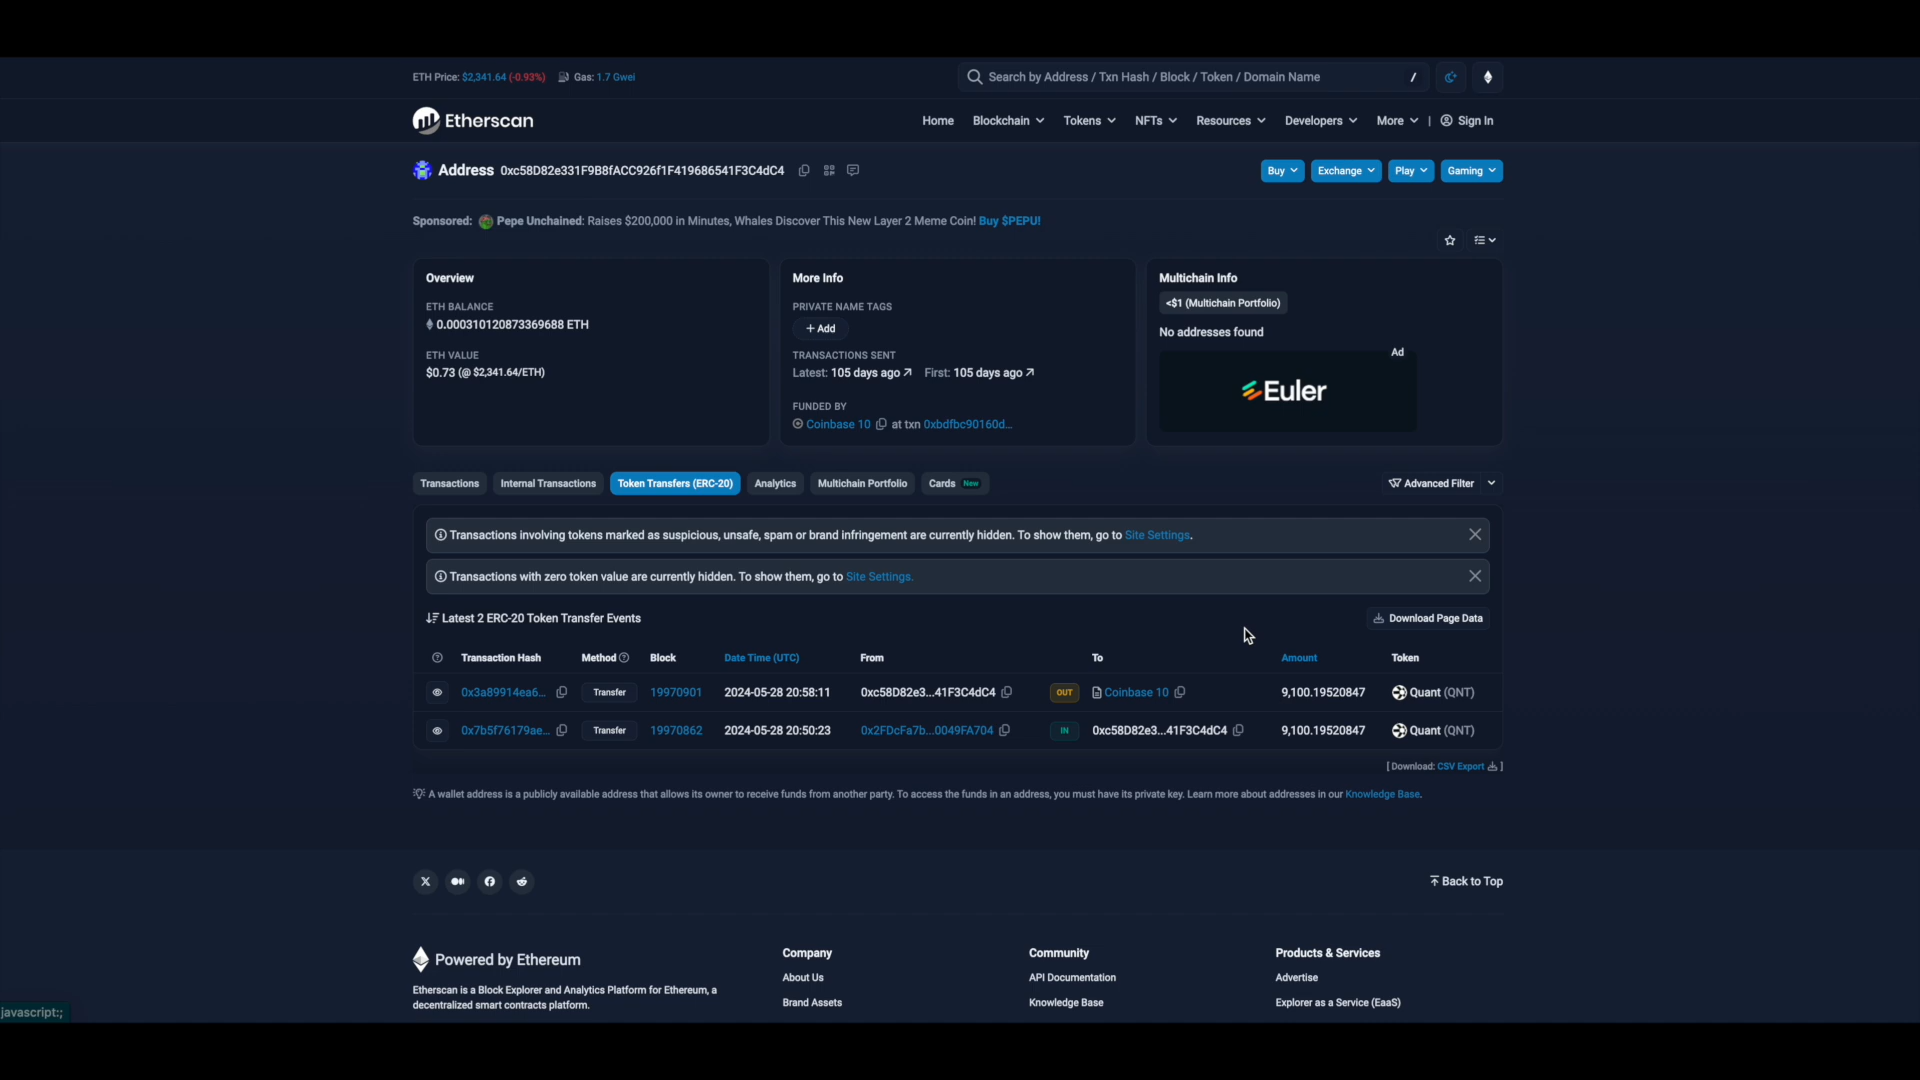 ETH Price: $2,341.64 (-0.93%) Gas: 1.7 Gwei
Search by Address / Txn Hash / Block / Token / Domain Name /
Etherscan
Home Blockchain Tokens NFTs Resources Developers More | Sign In
Address 0xc58D82e331F9B8fACC926f1F419686541F3C4dC4
Buy Exchange Play Gaming
Sponsored: Pepe Unchained: Raises $200,000 in Minutes, Whales Discover This New Layer 2 Meme Coin! Buy $PEPU!
Overview
ETH BALANCE
0.000310120873369688 ETH
ETH VALUE
$0.73 (@ $2,341.64/ETH)
More Info
PRIVATE NAME TAGS
+ Add
TRANSACTIONS SENT
Latest: 105 days ago First: 105 days ago
FUNDED BY
Coinbase 10 at txn 0xbdfbc90160d...
Multichain Info
<$1 (Multichain Portfolio)
No addresses found
Ad
Euler
Transactions Internal Transactions Token Transfers (ERC-20) Analytics Multichain Portfolio Cards New
Advanced Filter
Transactions involving tokens marked as suspicious, unsafe, spam or brand infringement are currently hidden. To show them, go to Site Settings.
Transactions with zero token value are currently hidden. To show them, go to Site Settings.
Latest 2 ERC-20 Token Transfer Events
Download Page Data
Transaction Hash Method Block Date Time (UTC) From To Amount Token
0x3a89914ea6... Transfer 19970901 2024-05-28 20:58:11 0xc58D82e3...41F3C4dC4 OUT Coinbase 10 9,100.19520847 Quant (QNT)
0x7b5f76179ae... Transfer 19970862 2024-05-28 20:50:23 0x2FDcFa7b...0049FA704 IN 0xc58D82e3...41F3C4dC4 9,100.19520847 Quant (QNT)
[ Download: CSV Export ]
A wallet address is a publicly available address that allows its owner to receive funds from another party. To access the funds in an address, you must have its private key. Learn more about addresses in our Knowledge Base.
Back to Top
Powered by Ethereum
Etherscan is a Block Explorer and Analytics Platform for Ethereum, a
decentralized smart contracts platform.
Company
About Us
Brand Assets
Community
API Documentation
Knowledge Base
Products & Services
Advertise
Explorer as a Service (EaaS)
javascript:;